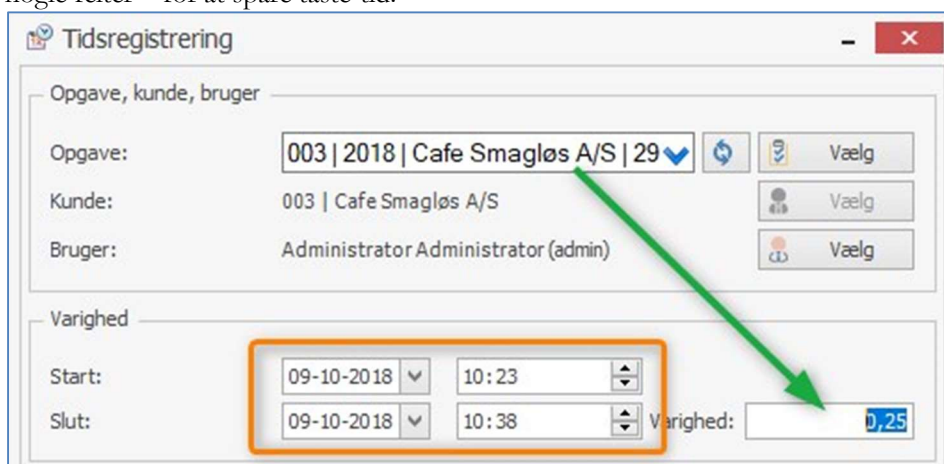 nogle felter – for at spare taste-tid.
Tidsregistrering
Opgave, kunde, bruger
Opgave: 003 | 2018 | Cafe Smagløs A/S | 29 Vælg
Kunde: 003 | Cafe Smagløs A/S Vælg
Bruger: Administrator Administrator (admin) Vælg
Varighed
Start: 09-10-2018 10:23
Slut: 09-10-2018 10:38 Varighed: 0,25